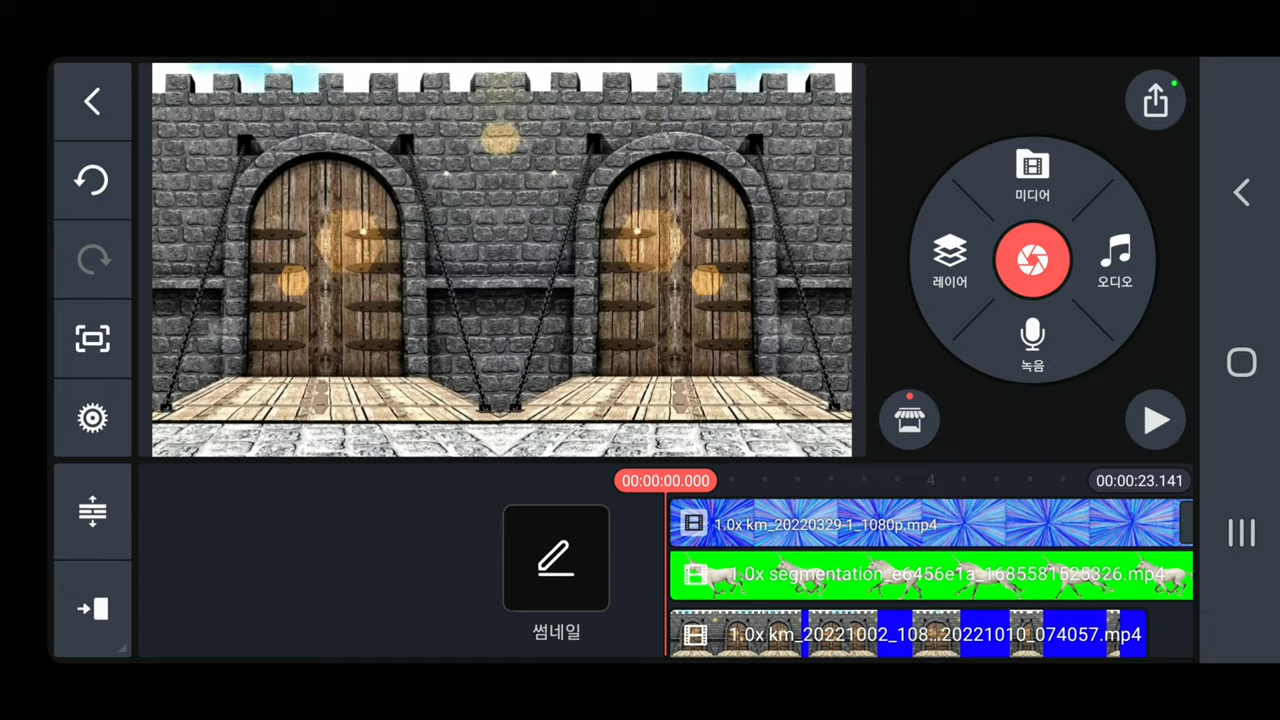 미디어
레이어
오디오
녹음
00:00:00.000
4
00:00:23.141
1.0x km_20220329-1_1080p.mp4
1.0x segmentation_e6456e1a_1685581525326.mp4
썸네일
1.0x km_20221002_108...20221010_074057.mp4